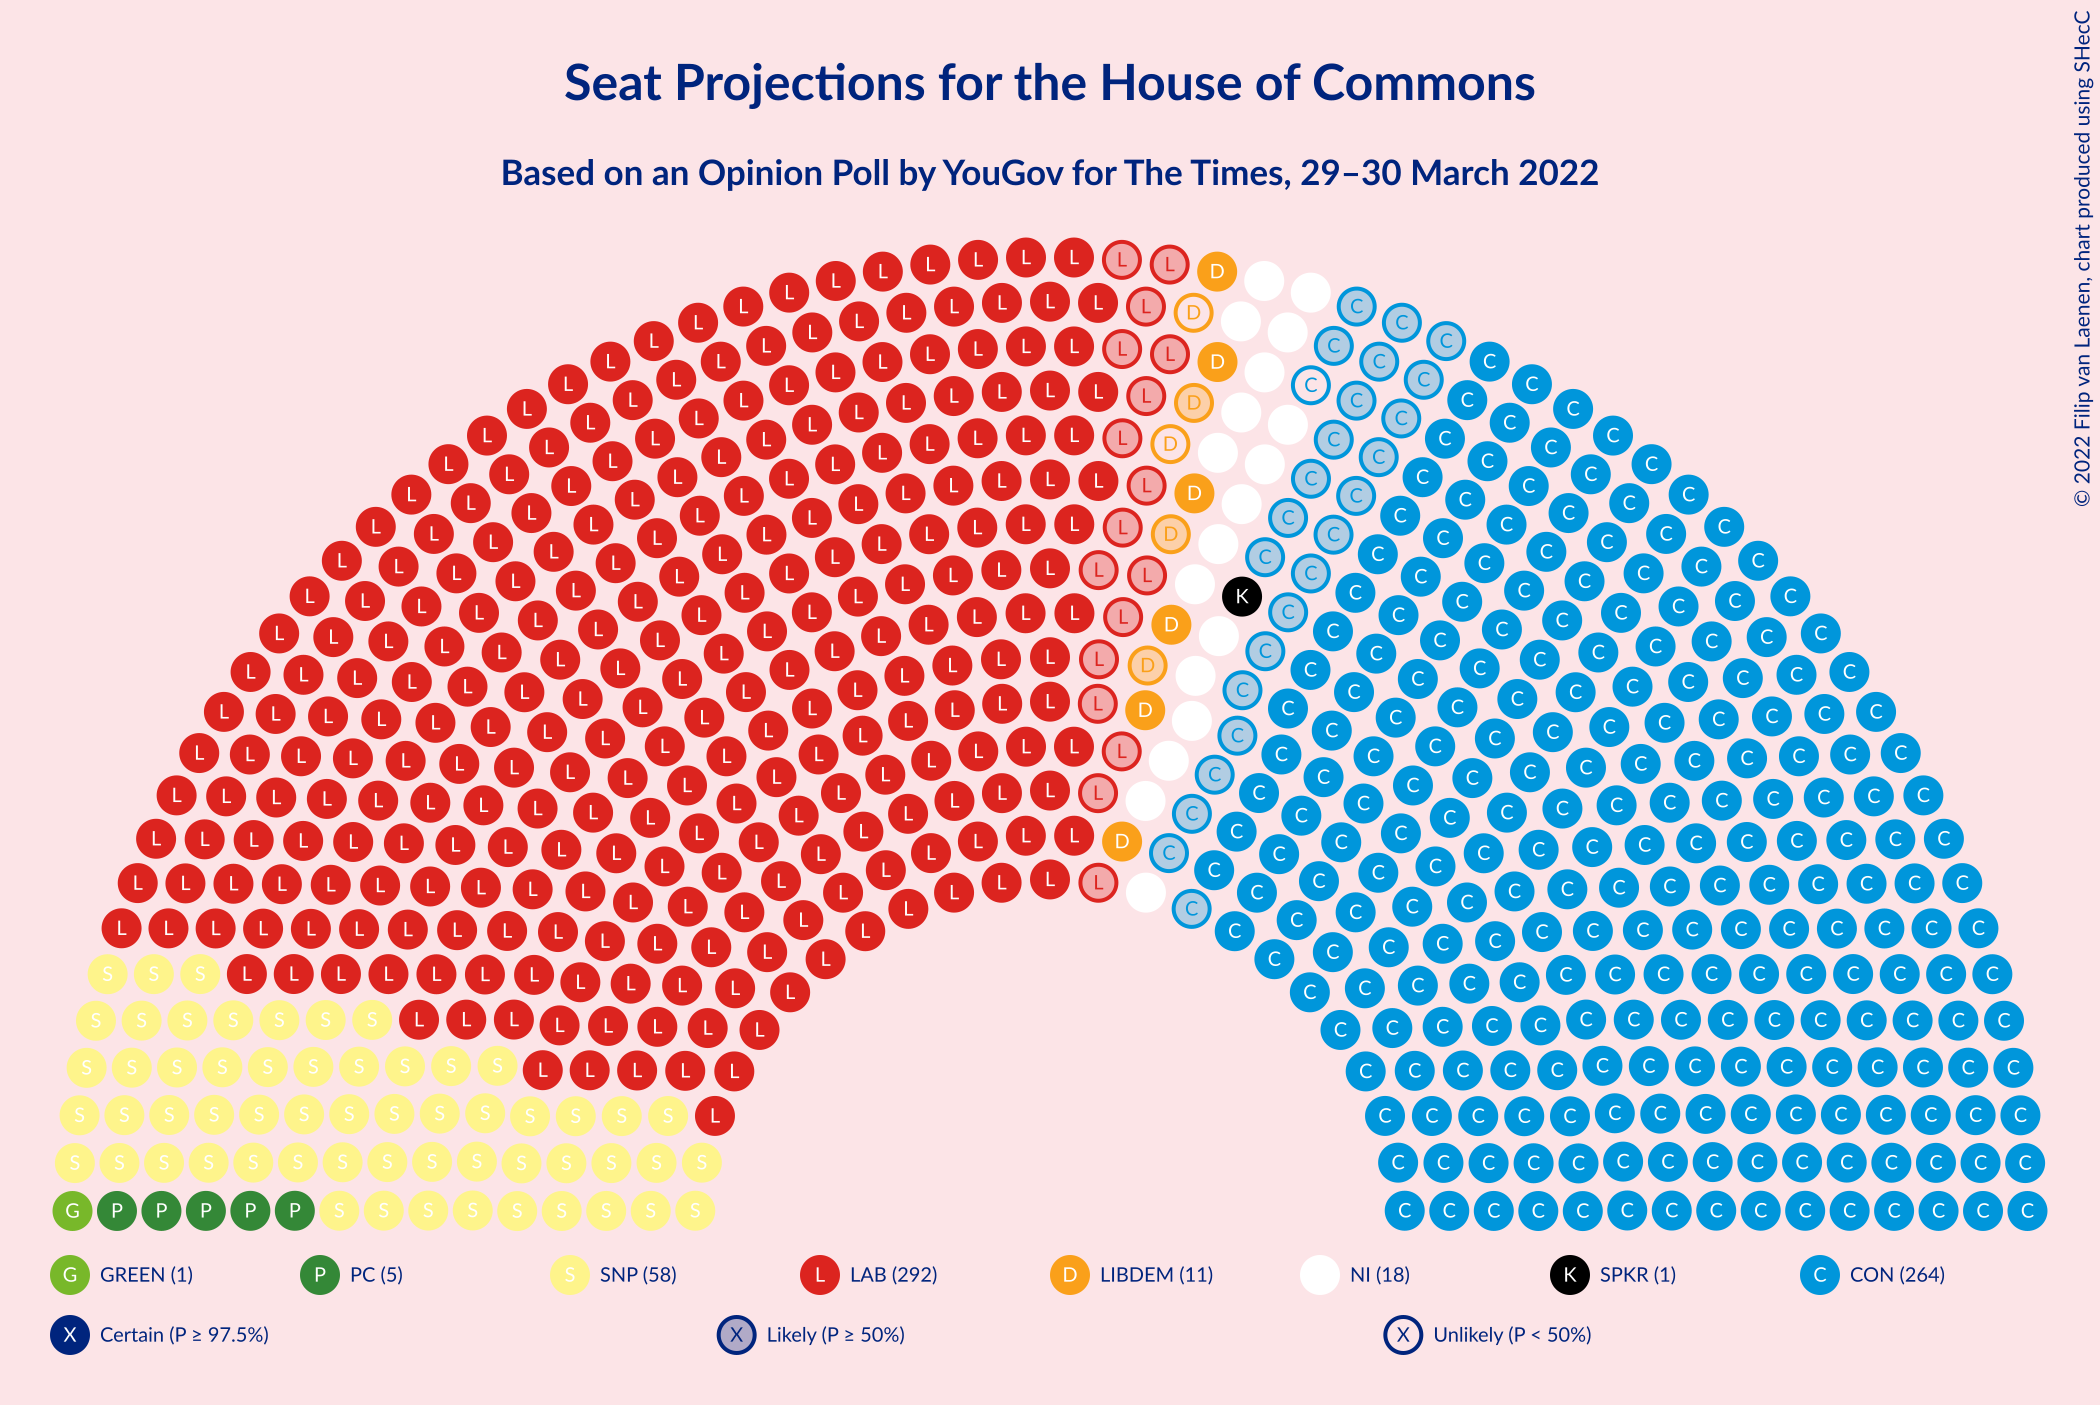 Seat Projections for the House of Commons
Based on an Opinion Poll by YouGov for The Times, 29–30 March 2022
© 2022 Filip van Laenen, chart produced using SHecC
G GREEN (1)
P PC (5)
S SNP (58)
L LAB (292)
D LIBDEM (11)
NI (18)
K SPKR (1)
C CON (264)
X Certain (P ≥ 97.5%)
X Likely (P ≥ 50%)
X Unlikely (P < 50%)